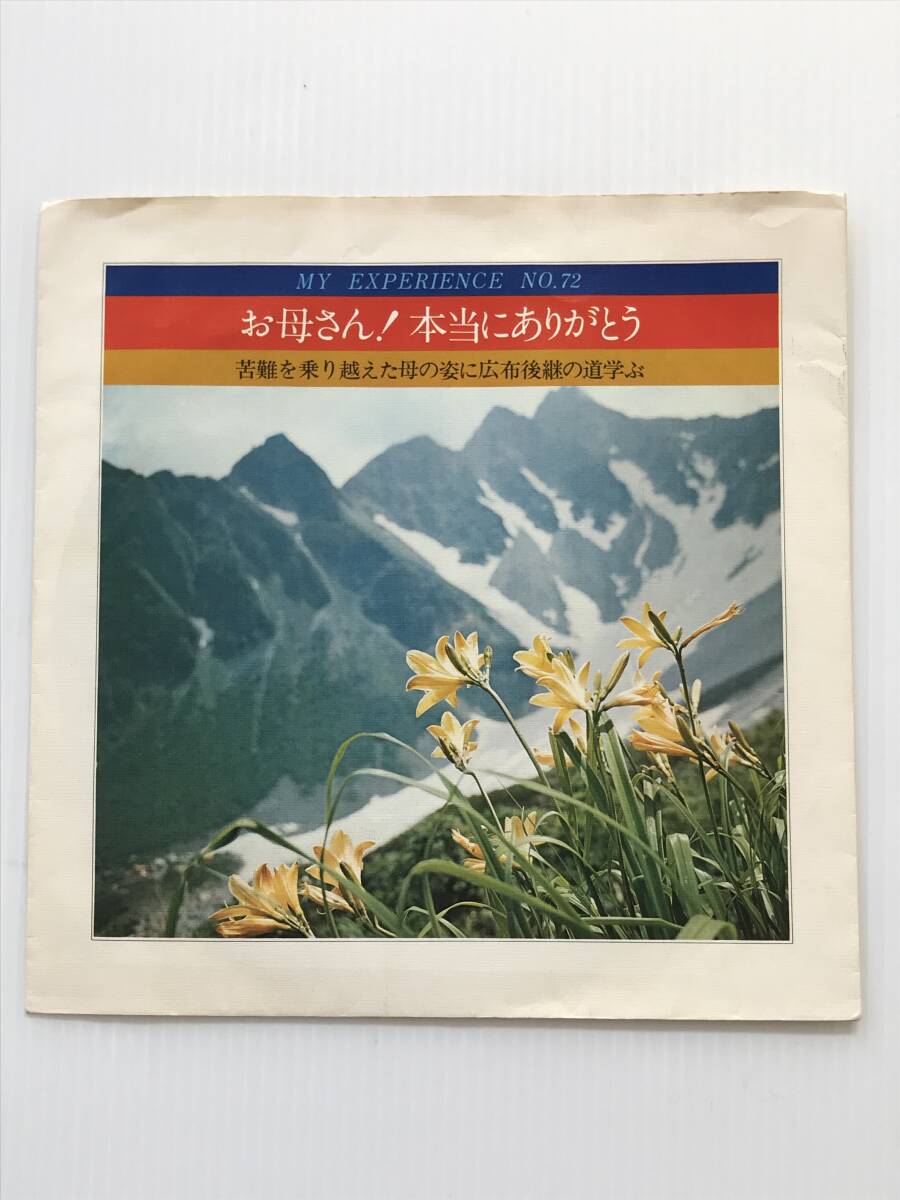 MY EXPERIENCE NO.72
お母さん!本当にありがとう
苦難を乗り越えた母の姿に広布後継の道学ぶ